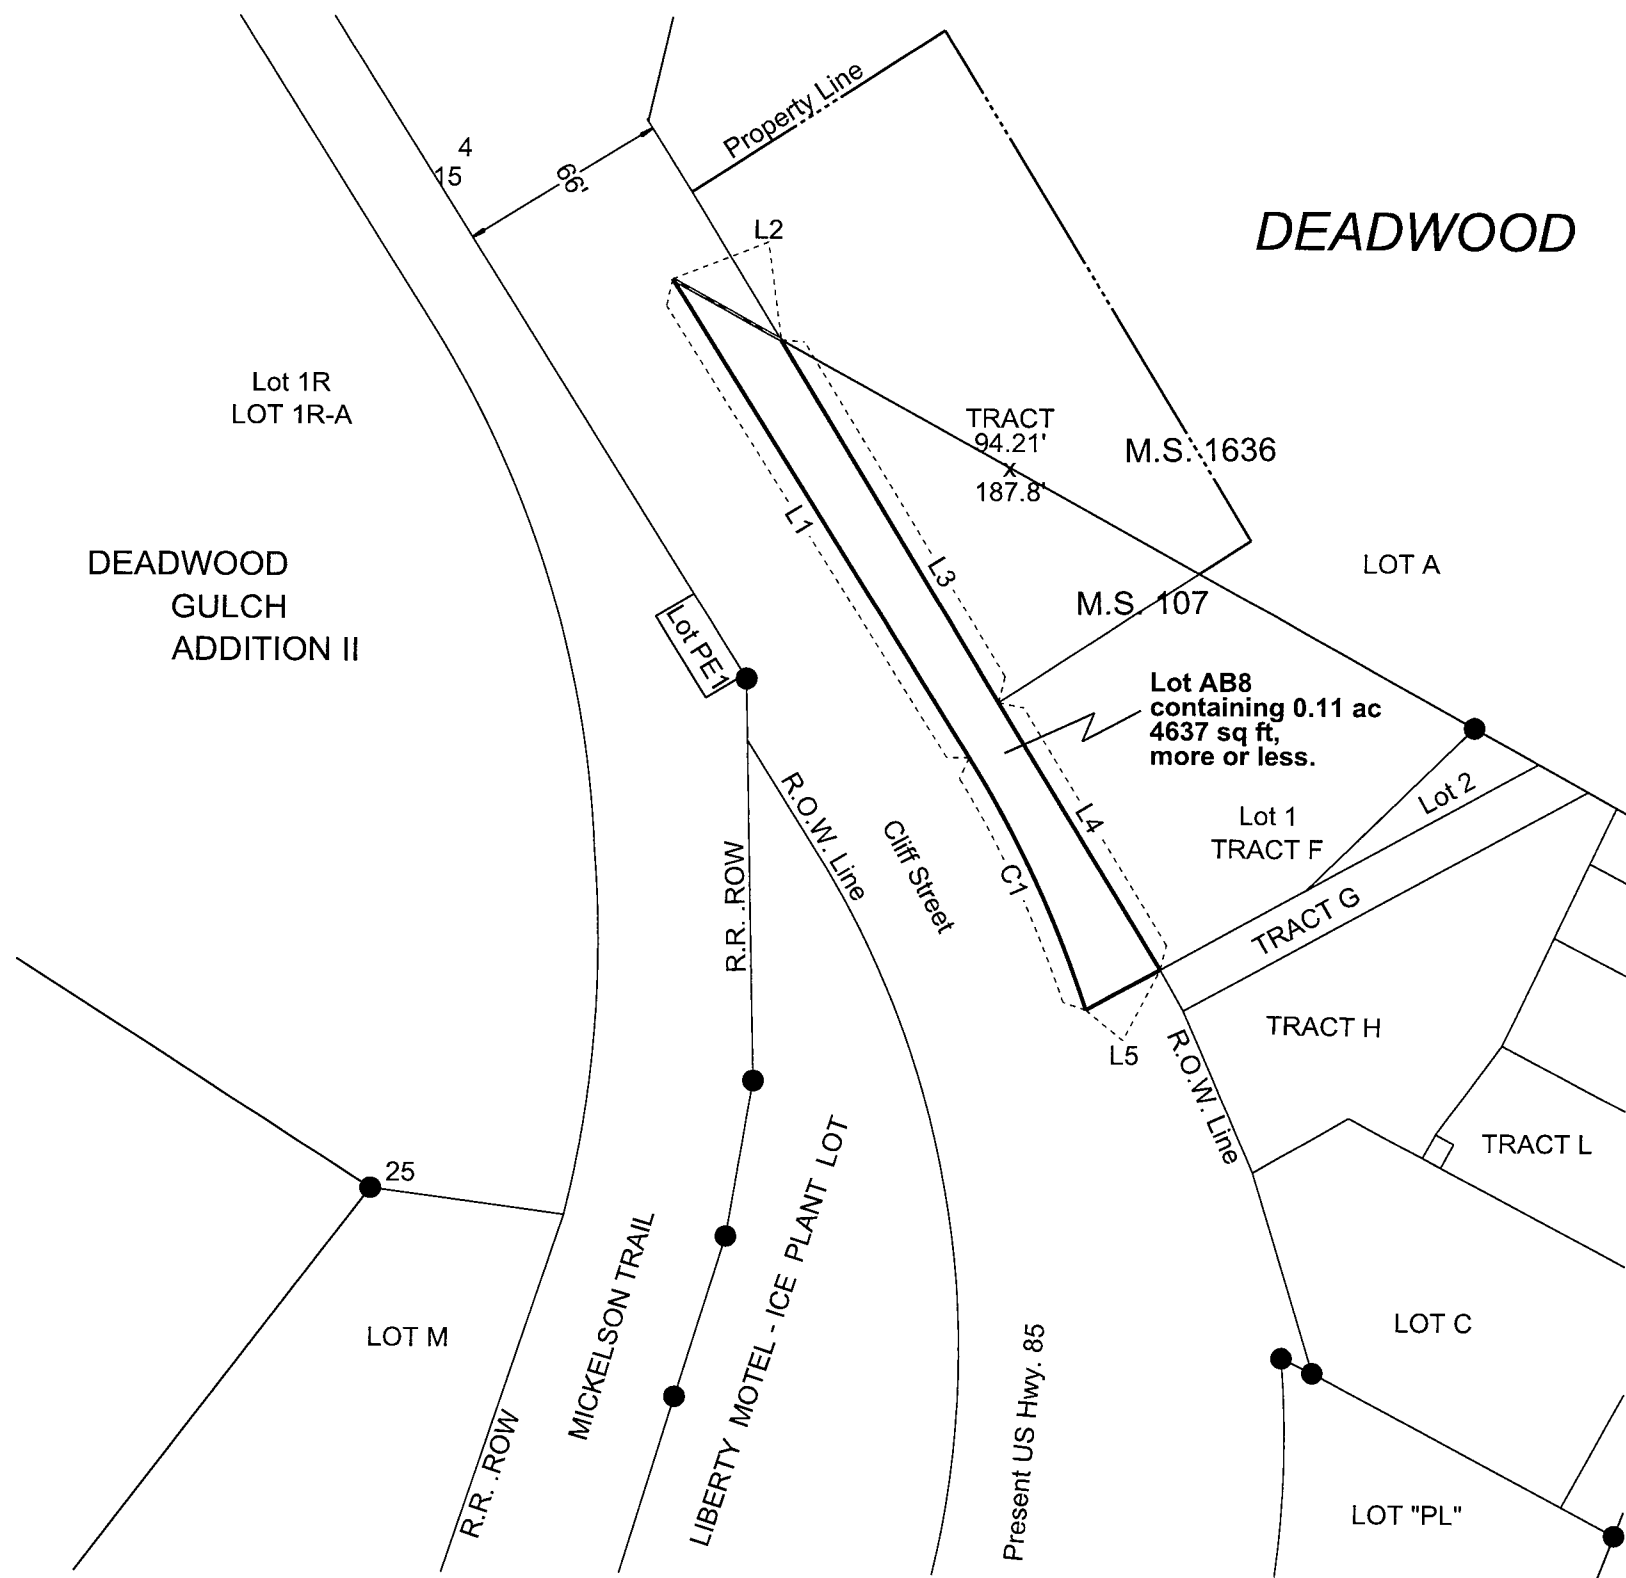 Property Line
4
15
66'
L2
DEADWOOD
Lot 1R
LOT 1R-A
TRACT
94.21'
x
187.8'
M.S. 1636
L1
L3
DEADWOOD
GULCH
ADDITION II
LOT A
M.S. 107
Lot PE1
Lot AB8
containing 0.11 ac
4637 sq ft,
more or less.
R.O.W. Line
Cliff Street
L4
Lot 2
Lot 1
TRACT F
R.R. .ROW
C1
TRACT G
TRACT H
L5
R.O.W. Line
TRACT L
25
MICKELSON TRAIL
LIBERTY MOTEL - ICE PLANT LOT
LOT M
LOT C
Present US Hwy. 85
R.R. .ROW
LOT "PL"